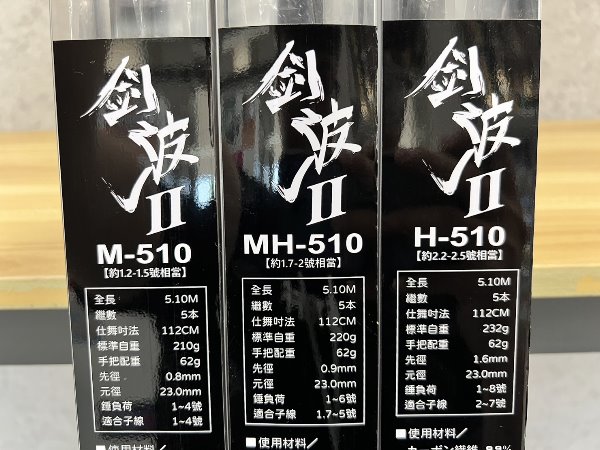 劍波II
M-510
【約1.2-1.5號相當】
全長 5.10M
繼數 5本
仕舞吋法 112CM
標準自重 210g
手把配重 62g
先徑 0.8mm
元徑 23.0mm
錘負荷 1~4號
適合子線 1~4號
■使用材料／
劍波II
MH-510
【約1.7-2號相當】
全長 5.10M
繼數 5本
仕舞吋法 112CM
標準自重 220g
手把配重 62g
先徑 0.9mm
元徑 23.0mm
錘負荷 1~6號
適合子線 1.7~5號
■使用材料／
劍波II
H-510
【約2.2-2.5號相當】
全長 5.10M
繼數 5本
仕舞吋法 112CM
標準自重 232g
手把配重 62g
先徑 1.6mm
元徑 23.0mm
錘負荷 1~8號
適合子線 2~7號
■使用材料／